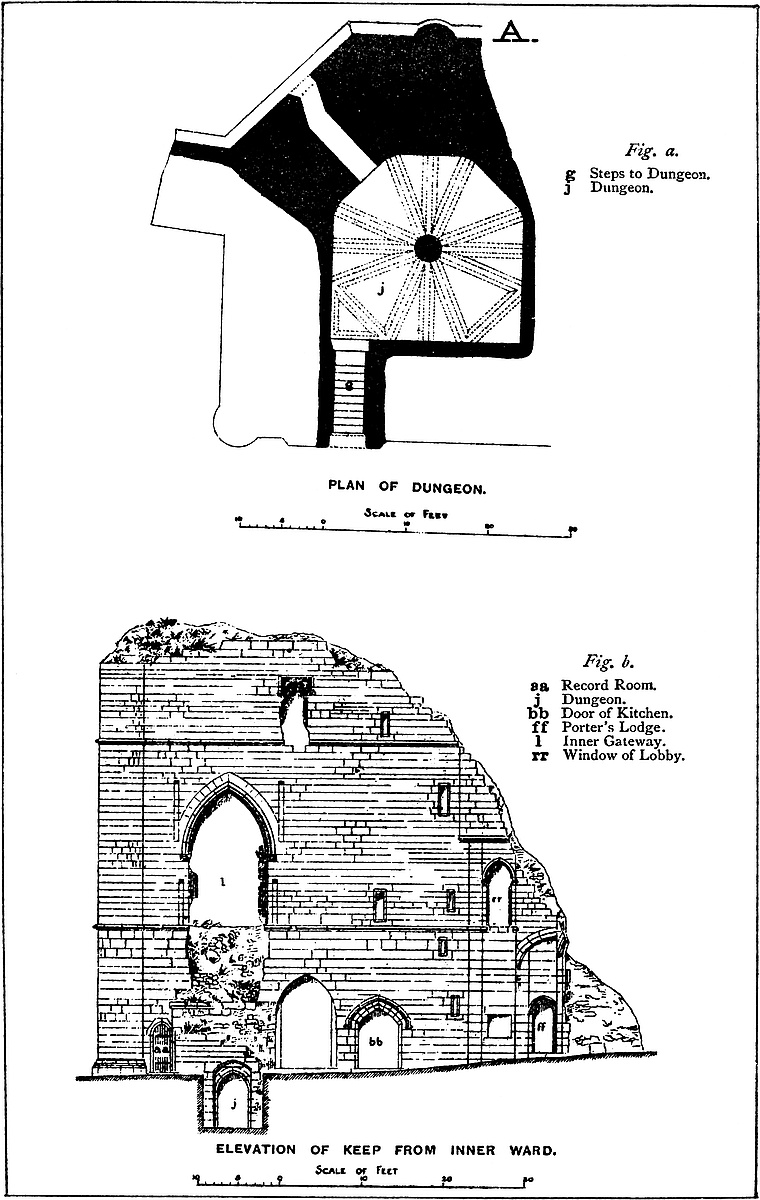 A.
Fig. a.
g Steps to Dungeon.
j Dungeon.
j
g
PLAN OF DUNGEON.
SCALE OF FEET
10 5 0 10 20 30
Fig. b.
aa Record Room.
j Dungeon.
bb Door of Kitchen.
ff Porter's Lodge.
l Inner Gateway.
rr Window of Lobby.
l
rr
ff
bb
aa
j
ELEVATION OF KEEP FROM INNER WARD.
SCALE OF FEET
10 5 0 10 20 30